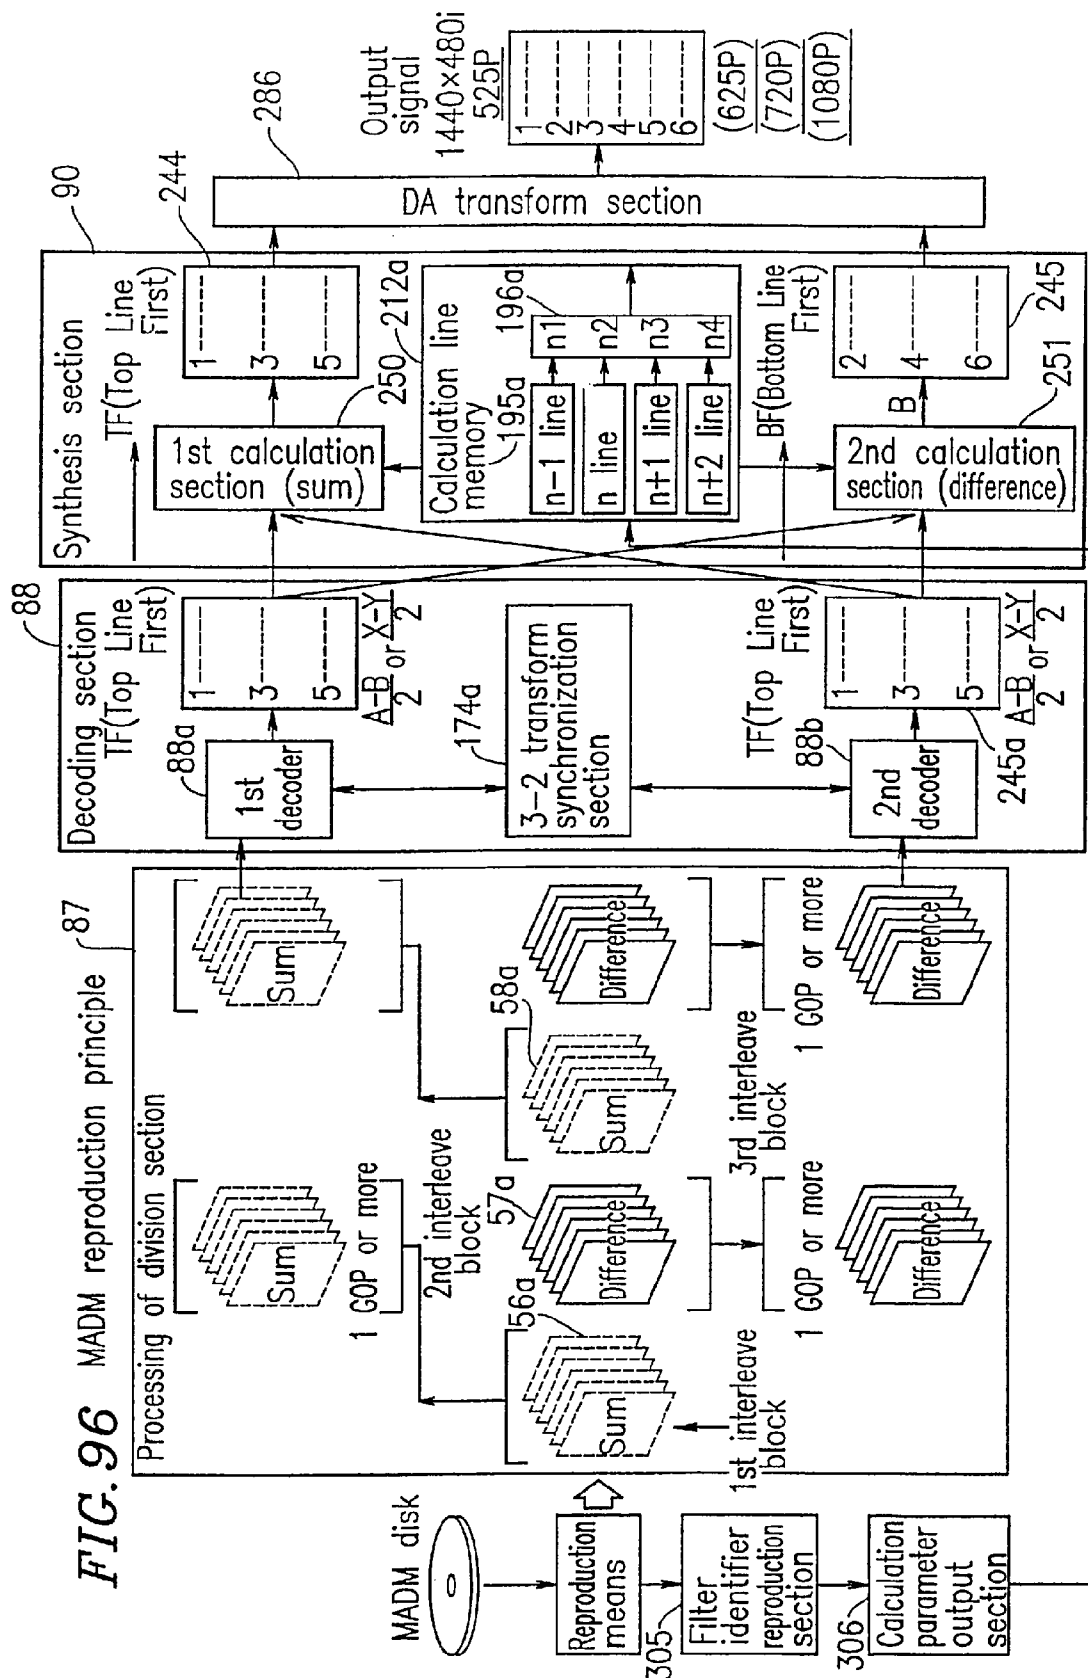 FIG. 96 MADM reproduction principle
MADM disk
Reproduction
means
305
Filter
identifier
reproduction
section
306
Calculation
parameter
output
section
87
Processing of division section
Sum
1 GOP or more
2nd interleave
block
56a
Sum
1st interleave
block
57a
Difference
1 GOP or more
Difference
Sum
58a
Sum
3rd interleave
block
Difference
1 GOP or more
Difference
88
Decoding section
TF(Top Line
First)
88a
1st
decoder
1
3
5
A-B or X-Y
2 2
174a
3-2 transform
synchronization
section
TF(Top Line
First)
88b
2nd
decoder
1
3
5
245a
A-B or X-Y
2 2
90
Synthesis section
TF(Top Line
First)
244
1st calculation
section (sum)
250
1
3
5
212a
Calculation line
memory
195a
196a
n-1 line
n line
n+1 line
n+2 line
n1
n2
n3
n4
BF(Bottom Line
First)
2nd calculation
section (difference)
251
B
2
4
6
245
286
DA transform section
Output
signal
1440×480i
525P
1
2
3
4
5
6
(625P)
(720P)
(1080P)